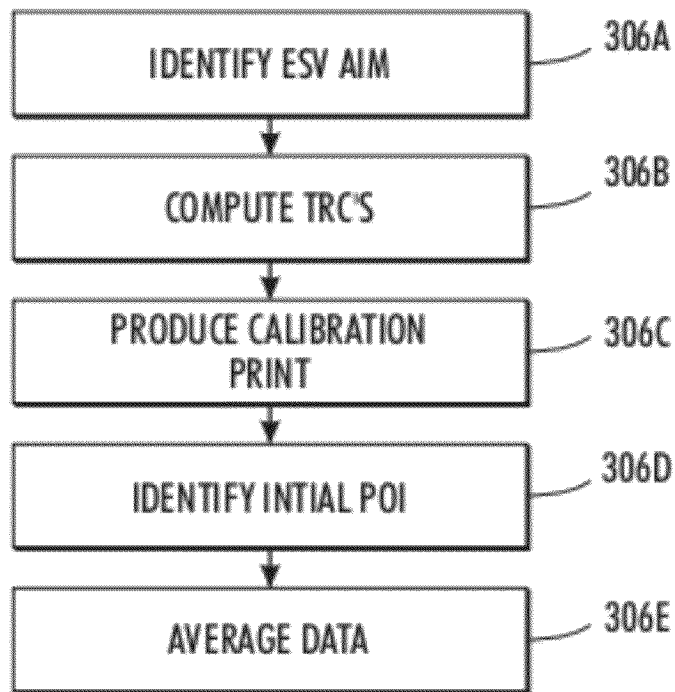 IDENTIFY ESV AIM
306A
COMPUTE TRC'S
306B
PRODUCE CALIBRATION
PRINT
306C
IDENTIFY INTIAL POI
306D
AVERAGE DATA
306E